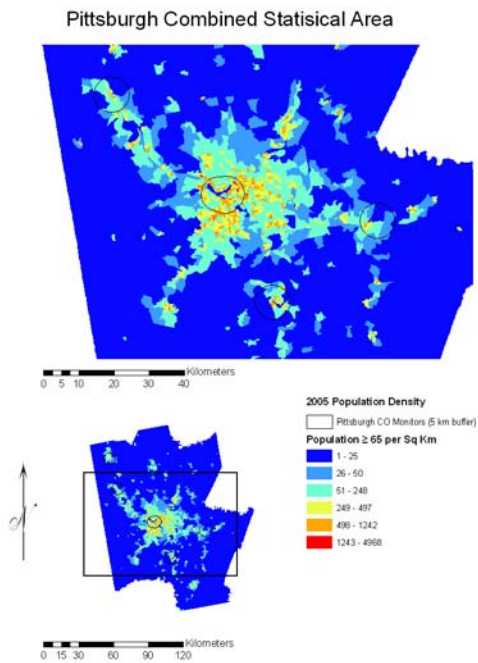 Pittsburgh Combined Statisical Area
Kilometers
0 5 10 20 30 40
2005 Population Density
Pittsburgh CO Monitors (5 km buffer)
Population ≥ 65 per Sq Km
1 - 25
26 - 50
51 - 248
249 - 497
498 - 1242
1243 - 4968
N
Kilometers
0 15 30 60 90 120